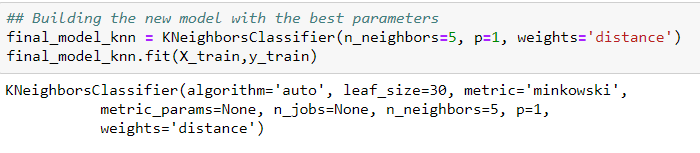 ## Building the new model with the best parameters
final_model_knn = KNeighborsClassifier(n_neighbors=5, p=1, weights='distance')
final_model_knn.fit(X_train,y_train)
KNeighborsClassifier(algorithm='auto', leaf_size=30, metric='minkowski',
metric_params=None, n_jobs=None, n_neighbors=5, p=1,
weights='distance')